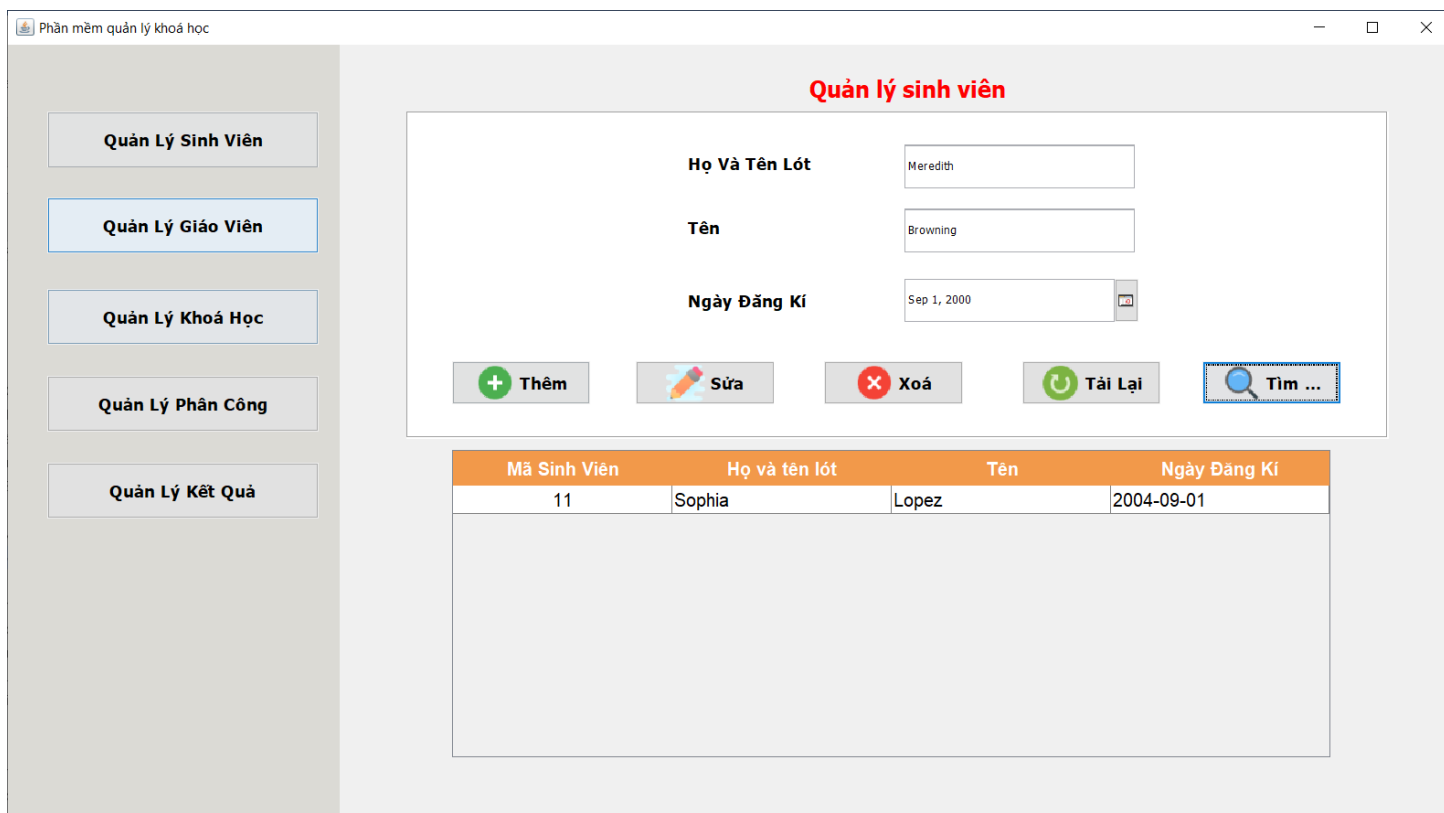 Phần mềm quản lý khoá học
Quản Lý Sinh Viên
Quản Lý Giáo Viên
Quản Lý Khoá Học
Quản Lý Phân Công
Quản Lý Kết Quả
Quản lý sinh viên
Họ Và Tên Lót Meredith
Tên Browning
Ngày Đăng Kí Sep 1, 2000
Thêm Sửa Xoá Tải Lại Tìm ...
Mã Sinh Viên Họ và tên lót Tên Ngày Đăng Kí
11 Sophia Lopez 2004-09-01